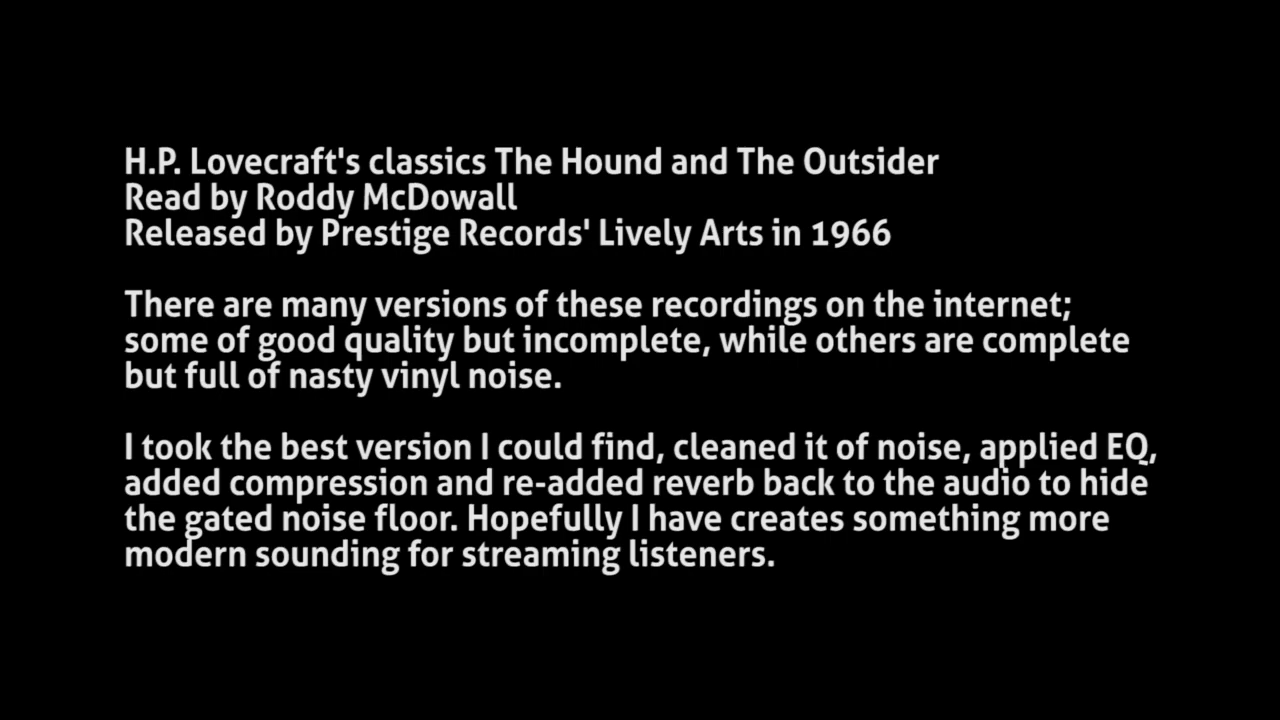 H.P. Lovecraft's classics The Hound and The Outsider
Read by Roddy McDowall
Released by Prestige Records' Lively Arts in 1966
There are many versions of these recordings on the internet;
some of good quality but incomplete, while others are complete
but full of nasty vinyl noise.
I took the best version I could find, cleaned it of noise, applied EQ,
added compression and re-added reverb back to the audio to hide
the gated noise floor. Hopefully I have creates something more
modern sounding for streaming listeners.